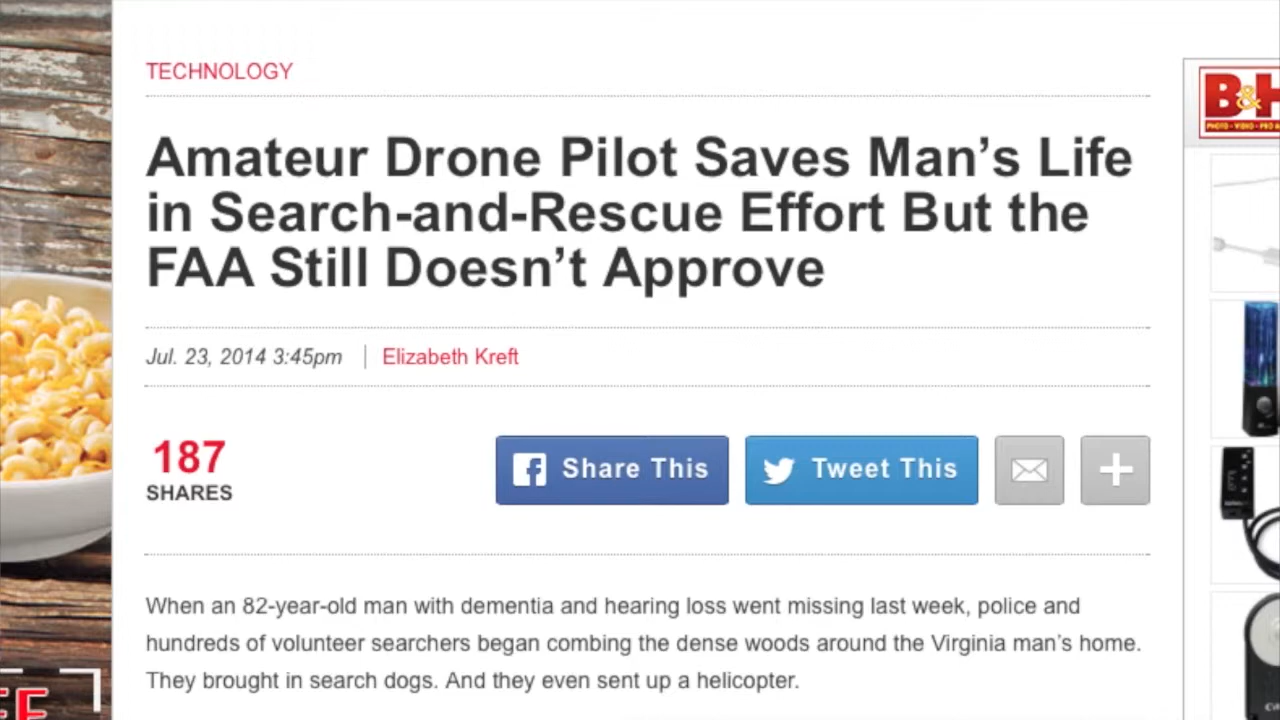 TECHNOLOGY
Amateur Drone Pilot Saves Man's Life
in Search-and-Rescue Effort But the
FAA Still Doesn't Approve
Jul. 23, 2014 3:45pm
Elizabeth Kreft
187
SHARES
Share This
Tweet This
When an 82-year-old man with dementia and hearing loss went missing last week, police and
hundreds of volunteer searchers began combing the dense woods around the Virginia man's home.
They brought in search dogs. And they even sent up a helicopter.
B&H
PHOTO - VIDEO - PRO A